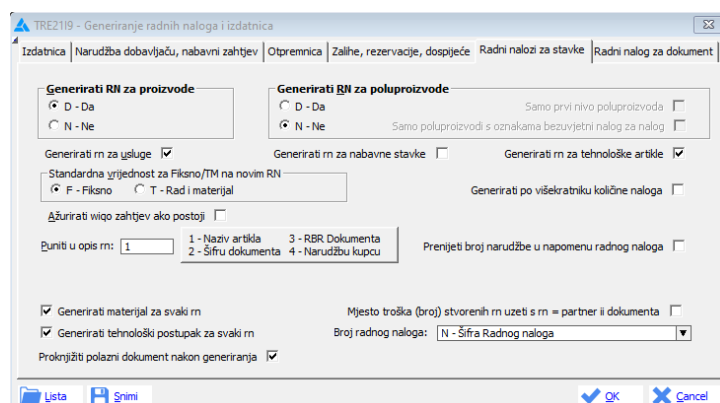 TRE21I9 - Generiranje radnih naloga i izdatnica
Izdatnica Narudžba dobavljaču, nabavni zahtjev Otpremnica Zalihe, rezervacije, dospijeće Radni nalozi za stavke Radni nalog za dokument
Generirati RN za proizvode Generirati RN za poluproizvode
D - Da D - Da Samo prvi nivo poluproizvoda
N - Ne N - Ne Samo poluproizvodi s oznakama bezuvjetni nalog za nalog
Generirati rn za usluge Generirati rn za nabavne stavke Generirati rn za tehnološke artikle
Standardna vrijednost za Fiksno/TM na novim RN
F - Fiksno T - Rad i materijal Generirati po višekratniku količine naloga
Ažurirati wiqo zahtjev ako postoji
Puniti u opis rn: 1 1 - Naziv artikla 3 - RBR Dokumenta
2 - Šifru dokumenta 4 - Narudžbu kupcu Prenijeti broj narudžbe u napomenu radnog naloga
Generirati materijal za svaki rn Mjesto troška (broj) stvorenih rn uzeti s rn = partner ii dokumenta
Generirati tehnološki postupak za svaki rn Broj radnog naloga: N - Šifra Radnog naloga
Proknjižiti polazni dokument nakon generiranja
Lista Snimi OK Cancel